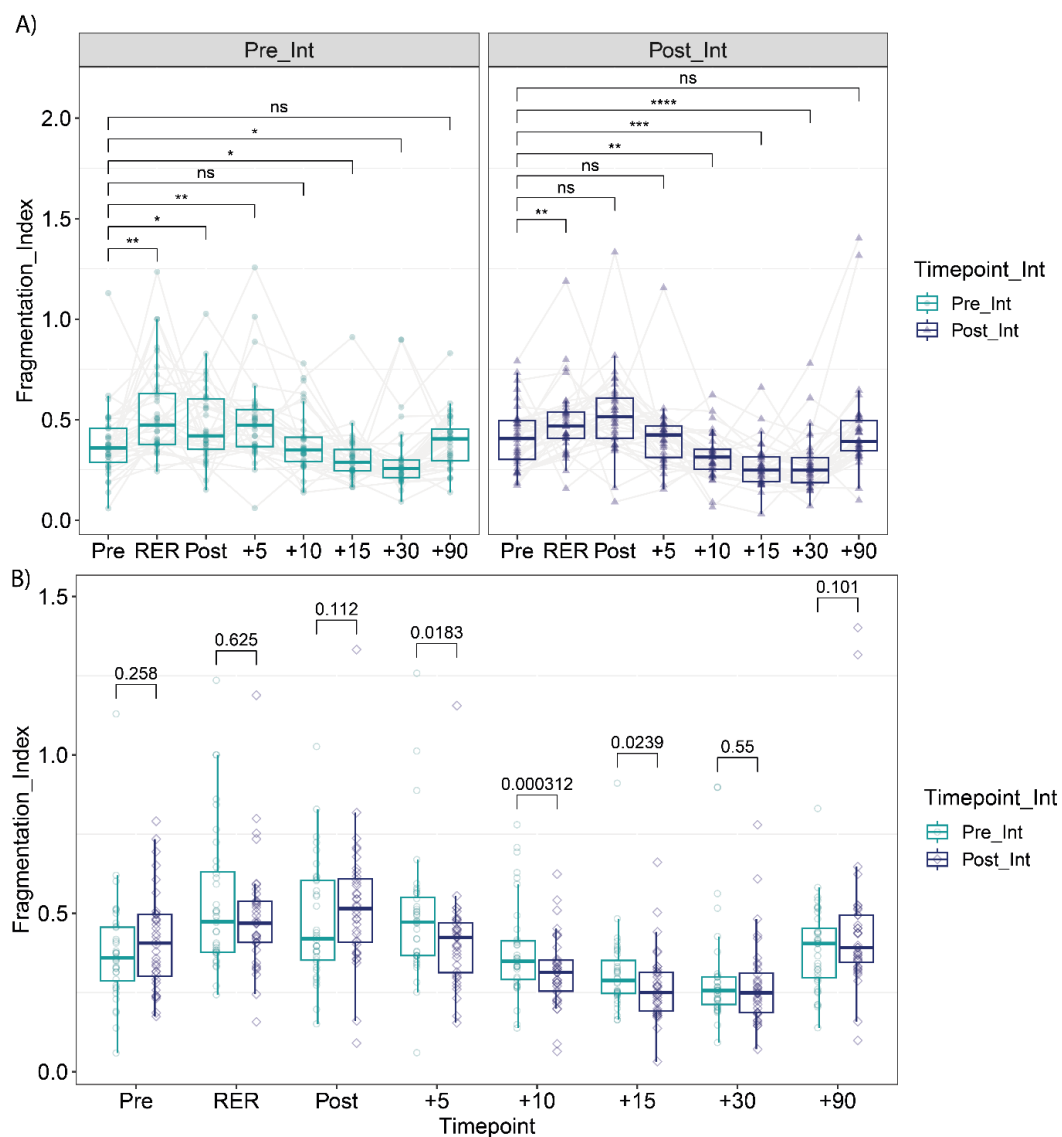 A)
Pre_Int
Post_Int
Fragmentation_Index
2.0
1.5
1.0
0.5
0.0
ns
*
*
ns
**
*
**
ns
****
***
**
ns
ns
**
Pre RER Post +5 +10 +15 +30 +90
Pre RER Post +5 +10 +15 +30 +90
Timepoint_Int
Pre_Int
Post_Int
B)
Fragmentation_Index
1.5
1.0
0.5
0.0
0.258
0.625
0.112
0.0183
0.000312
0.0239
0.55
0.101
Pre RER Post +5 +10 +15 +30 +90
Timepoint
Timepoint_Int
Pre_Int
Post_Int